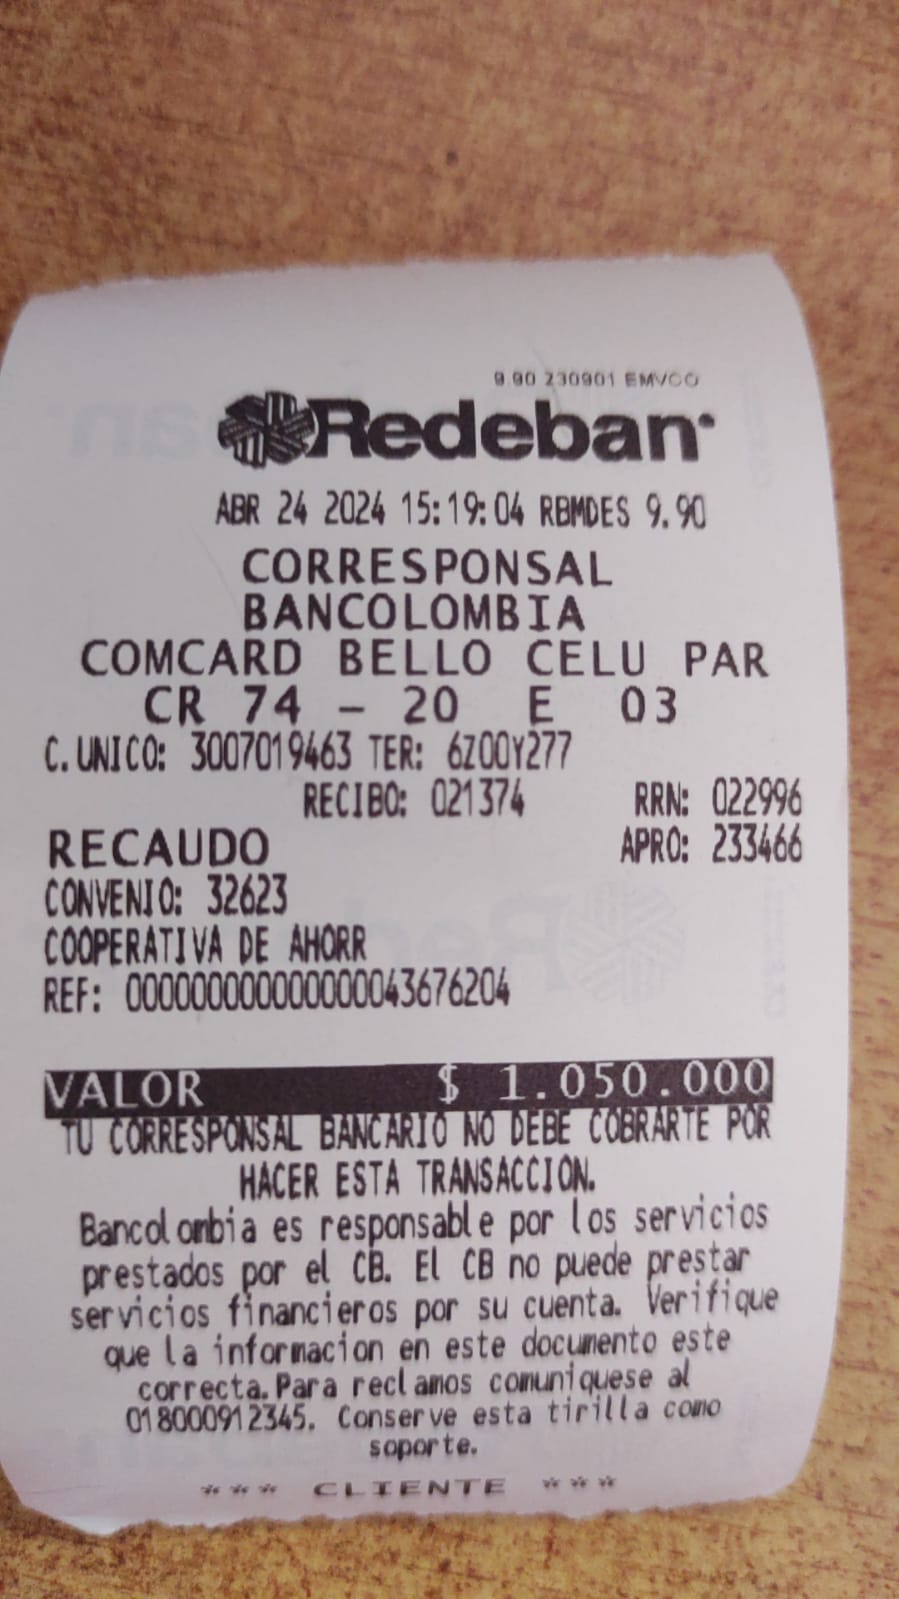 9.90 230901 EMVCO
Redeban
ABR 24 2024 15:19:04 RBMDES 9.90
CORRESPONSAL
BANCOLOMBIA
COMCARD BELLO CELU PAR
CR 74 - 20 E 03
C.UNICO: 3007019463 TER: 6Z00Y277
RECIBO: 021374 RRN: 022996
RECAUDO APRO: 233466
CONVENIO: 32623
COOPERATIVA DE AHORR
REF: 000000000000000043676204
VALOR $ 1.050.000
TU CORRESPONSAL BANCARIO NO DEBE COBRARTE POR
HACER ESTA TRANSACCION.
Bancolombia es responsable por los servicios
prestados por el CB. El CB no puede prestar
servicios financieros por su cuenta. Verifique
que la informacion en este documento este
correcta. Para reclamos comuniquese al
018000912345. Conserve esta tirilla como
soporte.
*** CLIENTE ***